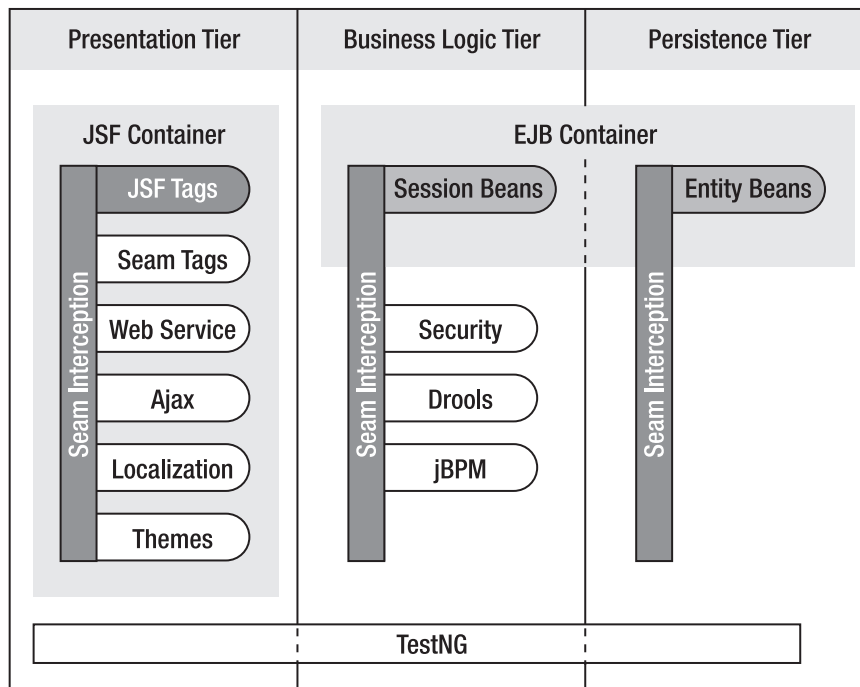 Presentation Tier
Business Logic Tier
Persistence Tier
JSF Container
EJB Container
Seam Interception
JSF Tags
Seam Tags
Web Service
Ajax
Localization
Themes
Seam Interception
Session Beans
Security
Drools
jBPM
Seam Interception
Entity Beans
TestNG